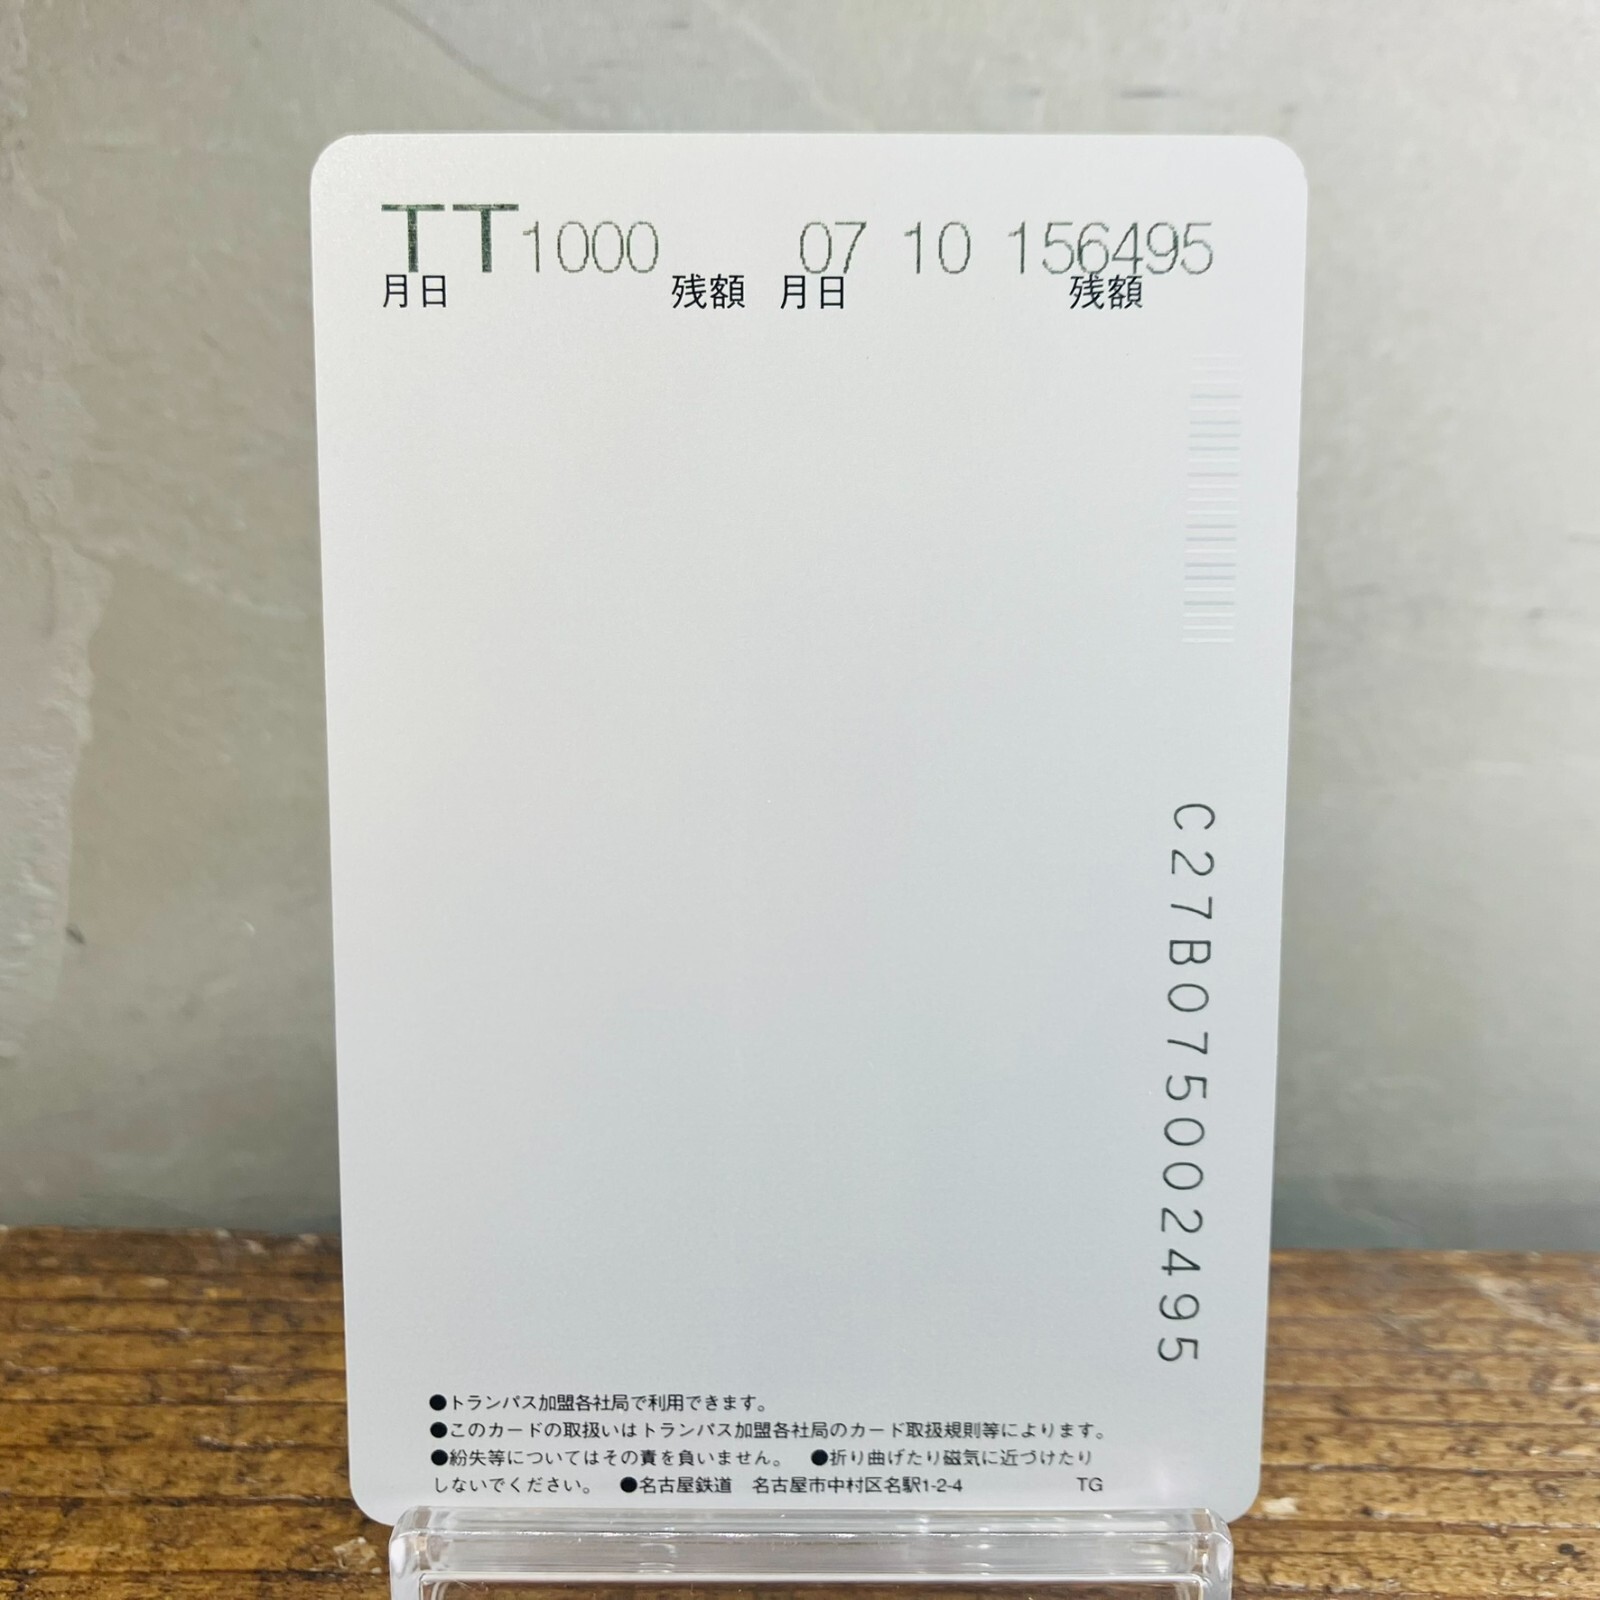 TT1000 07 10 156495
月日 残額 月日 残額
C27B075002495
●トランパス加盟各社局で利用できます。
●このカードの取扱いはトランパス加盟各社局のカード取扱規則等によります。
●紛失等についてはその責を負いません。 ●折り曲げたり磁気に近づけたり
しないでください。 ●名古屋鉄道 名古屋市中村区名駅1-2-4 TG